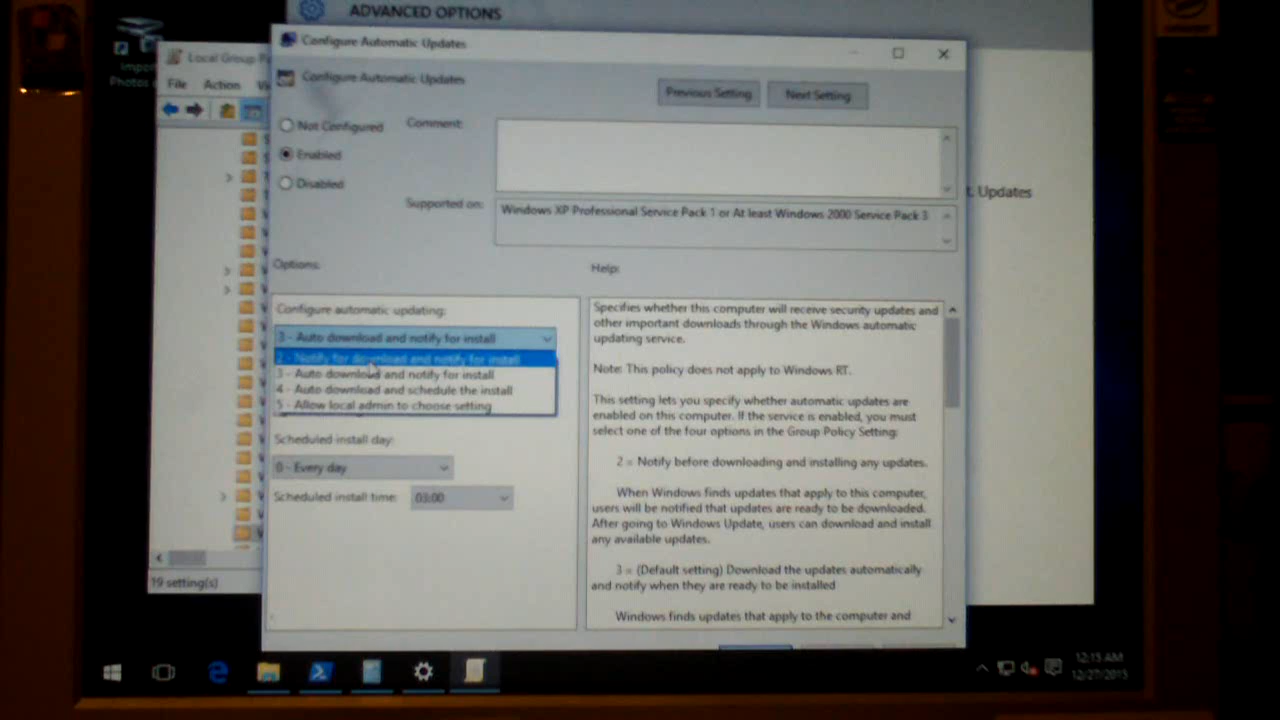 ADVANCED OPTIONS
Configure Automatic Updates
Local Group P
Configure Automatic Updates
Previous Setting
Next Setting
File Action
Not Configured
Comment:
Enabled
Disabled
Supported on:
Windows XP Professional Service Pack 1 or At least Windows 2000 Service Pack 3
t. Updates
Options:
Help:
Configure automatic updating:
3 - Auto download and notify for install
2 - Notify for download and notify for install
3 - Auto download and notify for install
4 - Auto download and schedule the install
5 - Allow local admin to choose setting
Scheduled install day:
0 - Every day
Scheduled install time:
03:00
Specifies whether this computer will receive security updates and
other important downloads through the Windows automatic
updating service.
Note: This policy does not apply to Windows RT.
This setting lets you specify whether automatic updates are
enabled on this computer. If the service is enabled, you must
select one of the four options in the Group Policy Setting:
2 = Notify before downloading and installing any updates.
When Windows finds updates that apply to this computer,
users will be notified that updates are ready to be downloaded.
After going to Windows Update, users can download and install
any available updates.
3 = (Default setting) Download the updates automatically
and notify when they are ready to be installed
Windows finds updates that apply to the computer and
19 setting(s)
12:15 AM
12/27/2015